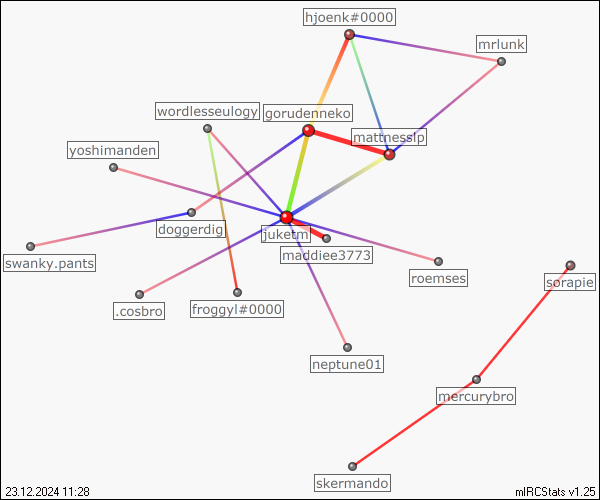 hjoenk#0000
mrlunk
wordlesseulogy
gorudenneko
mattnesslp
yoshimanden
doggerdig
juketm
maddiee3773
swanky.pants
roemses
sorapie
.cosbro
froggyl#0000
neptune01
mercurybro
skermando
23.12.2024 11:28
mIRCStats v1.25